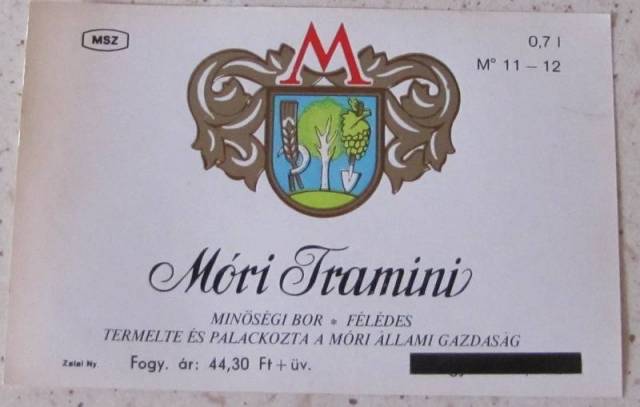 MSZ
M
0,7 l
M° 11 – 12
Móri Tramini
MINŐSÉGI BOR * FÉLÉDES
TERMELTE ÉS PALACKOZTA A MÓRI ÁLLAMI GAZDASÁG
Zalai Ny. Fogy. ár: 44,30 Ft + üv.